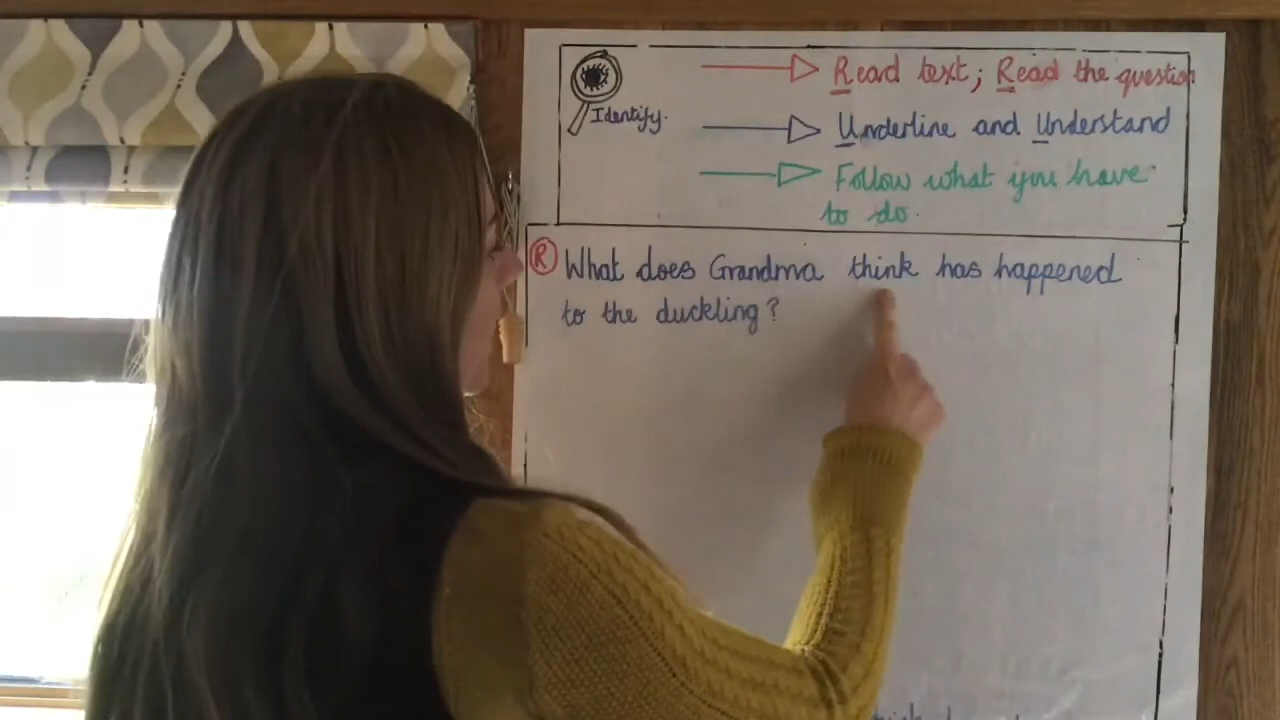 Read text; Read the question
Identify.
Underline and Understand
Follow what you have
to do.
R What does Grandma think has happened
to the duckling?